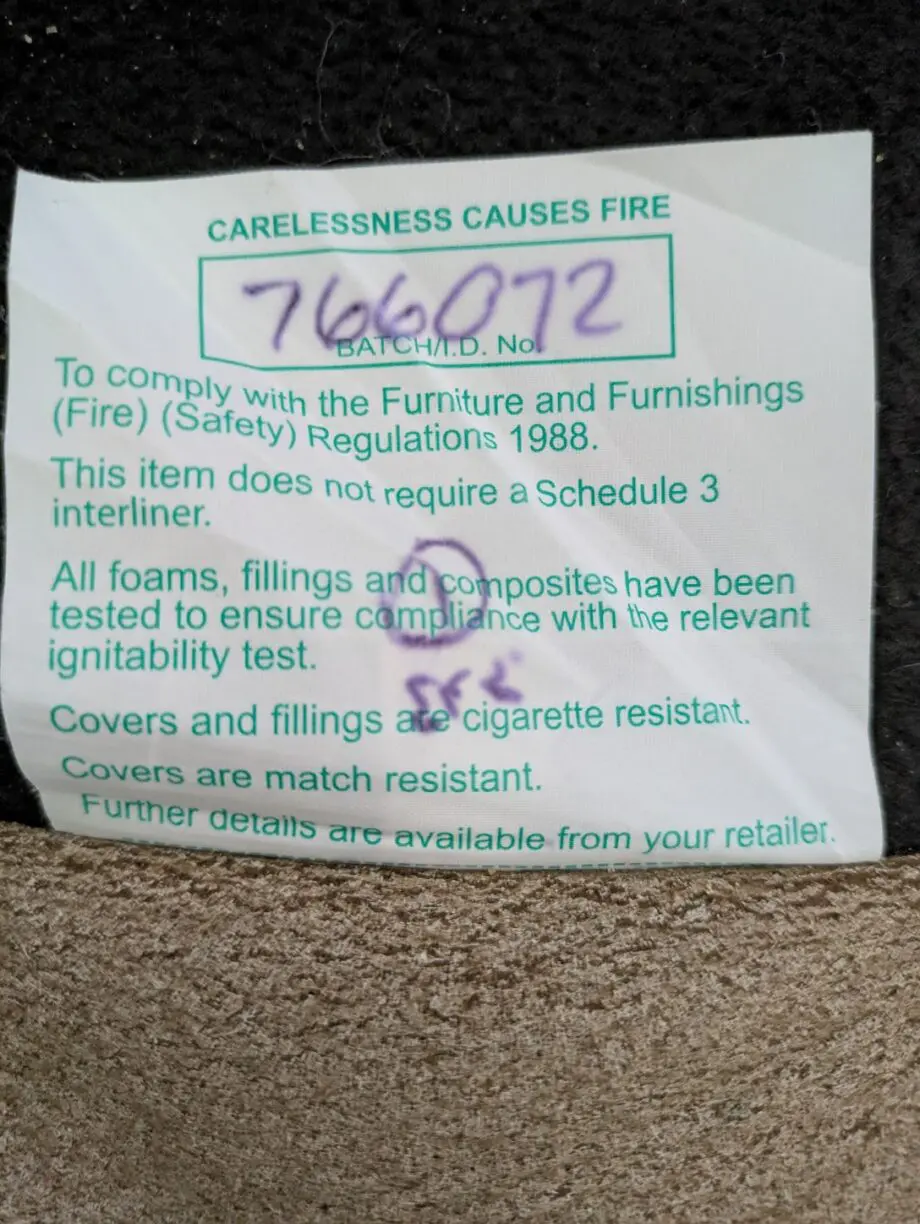 CARELESSNESS CAUSES FIRE
766072
BATCH/I.D. No.
To comply with the Furniture and Furnishings
(Fire) (Safety) Regulations 1988.
This item does not require a Schedule 3
interliner.
All foams, fillings and composites have been
tested to ensure compliance with the relevant
ignitability test.
Covers and fillings are cigarette resistant.
Covers are match resistant.
Further details are available from your retailer.